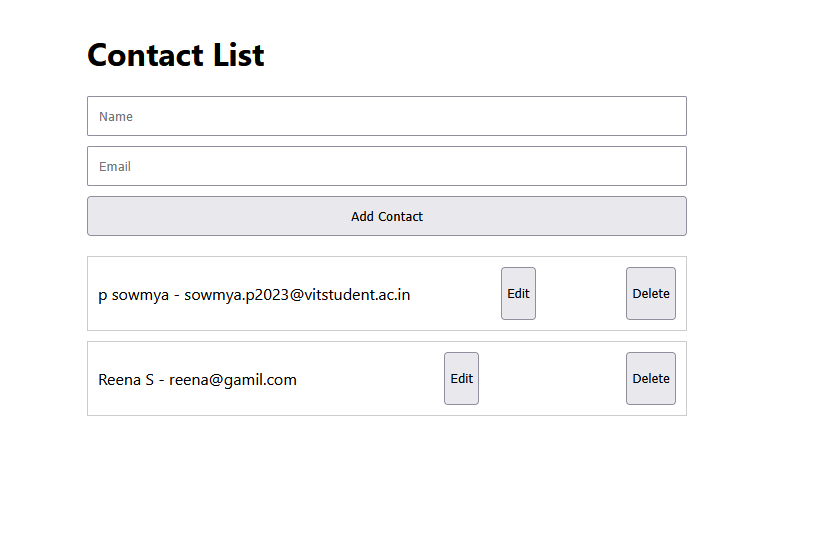 Contact List
Name
Email
Add Contact
p sowmya - sowmya.p2023@vitstudent.ac.in Edit Delete
Reena S - reena@gamil.com Edit Delete